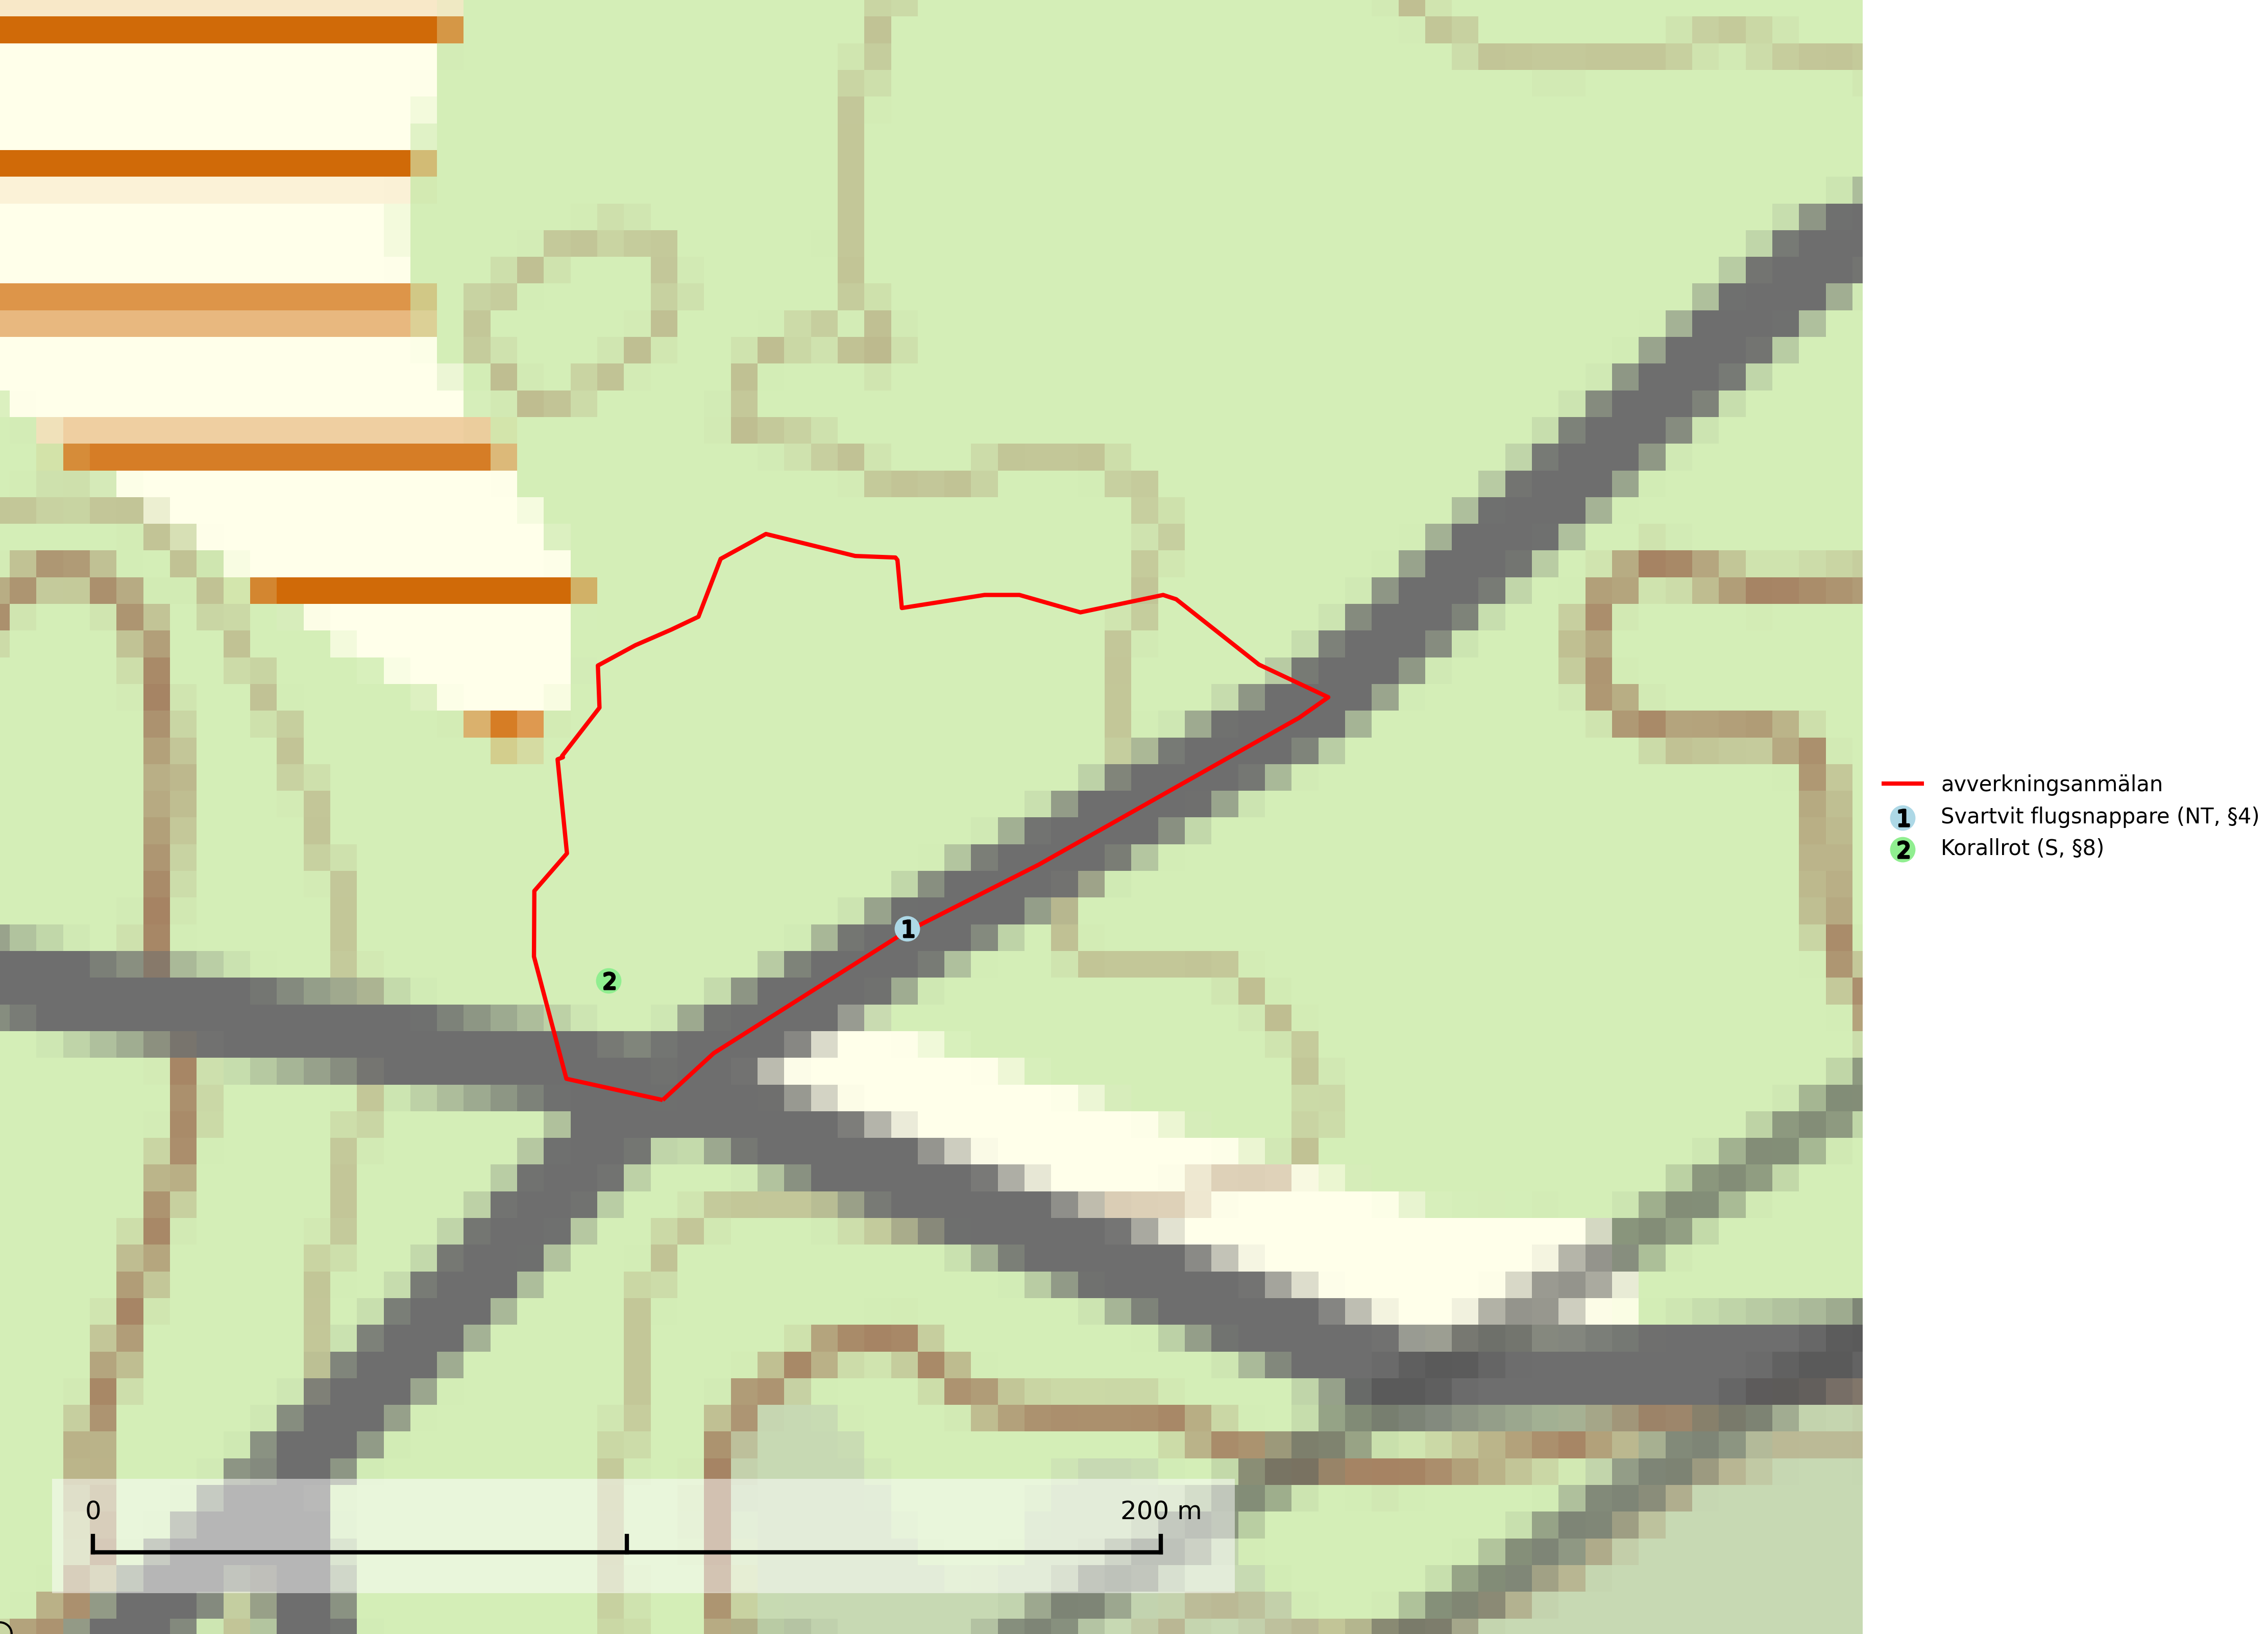 avverkningsanmälan
1 Svartvit flugsnappare (NT, §4)
2 Korallrot (S, §8)
1
2
0 200 m